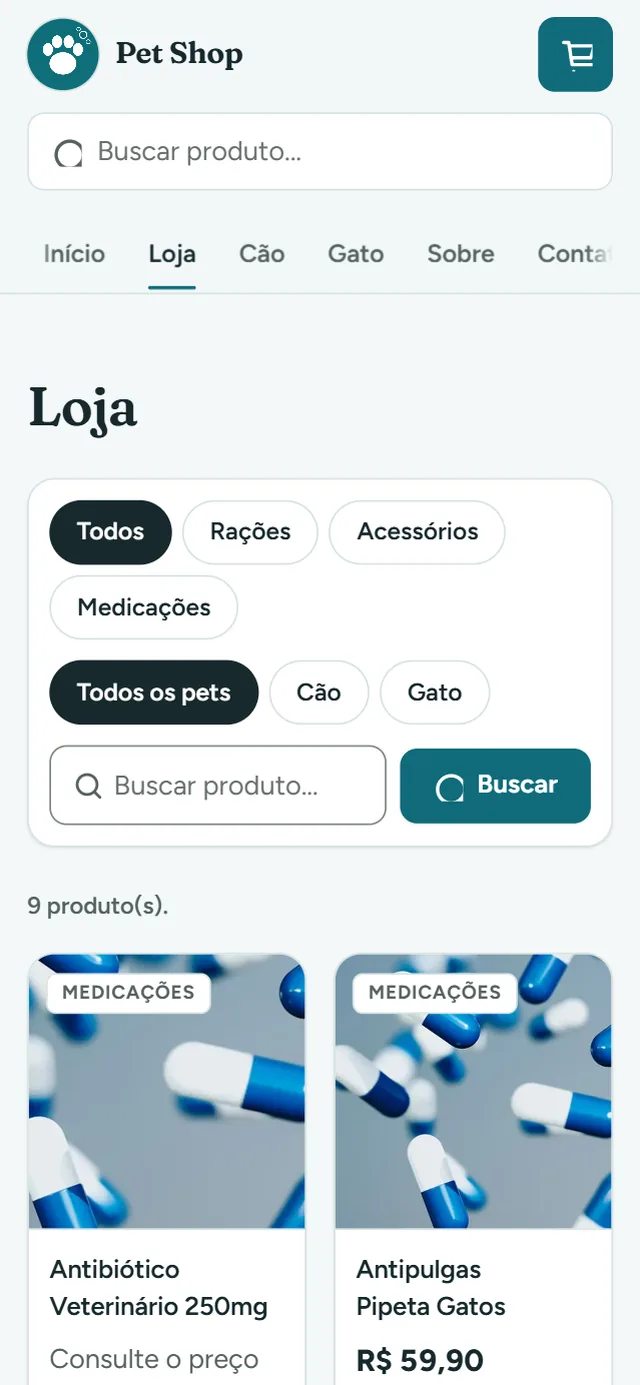 Pet Shop
Buscar produto...
Início Loja Cão Gato Sobre
Loja
Todos Rações Acessórios
Medicações
Todos os pets Cão Gato
Buscar produto... Buscar
9 produto(s).
MEDICAÇÕES MEDICAÇÕES
Antibiótico
Veterinário 250mg
Consulte o preço
Antipulgas
Pipeta Gatos
R$ 59,90